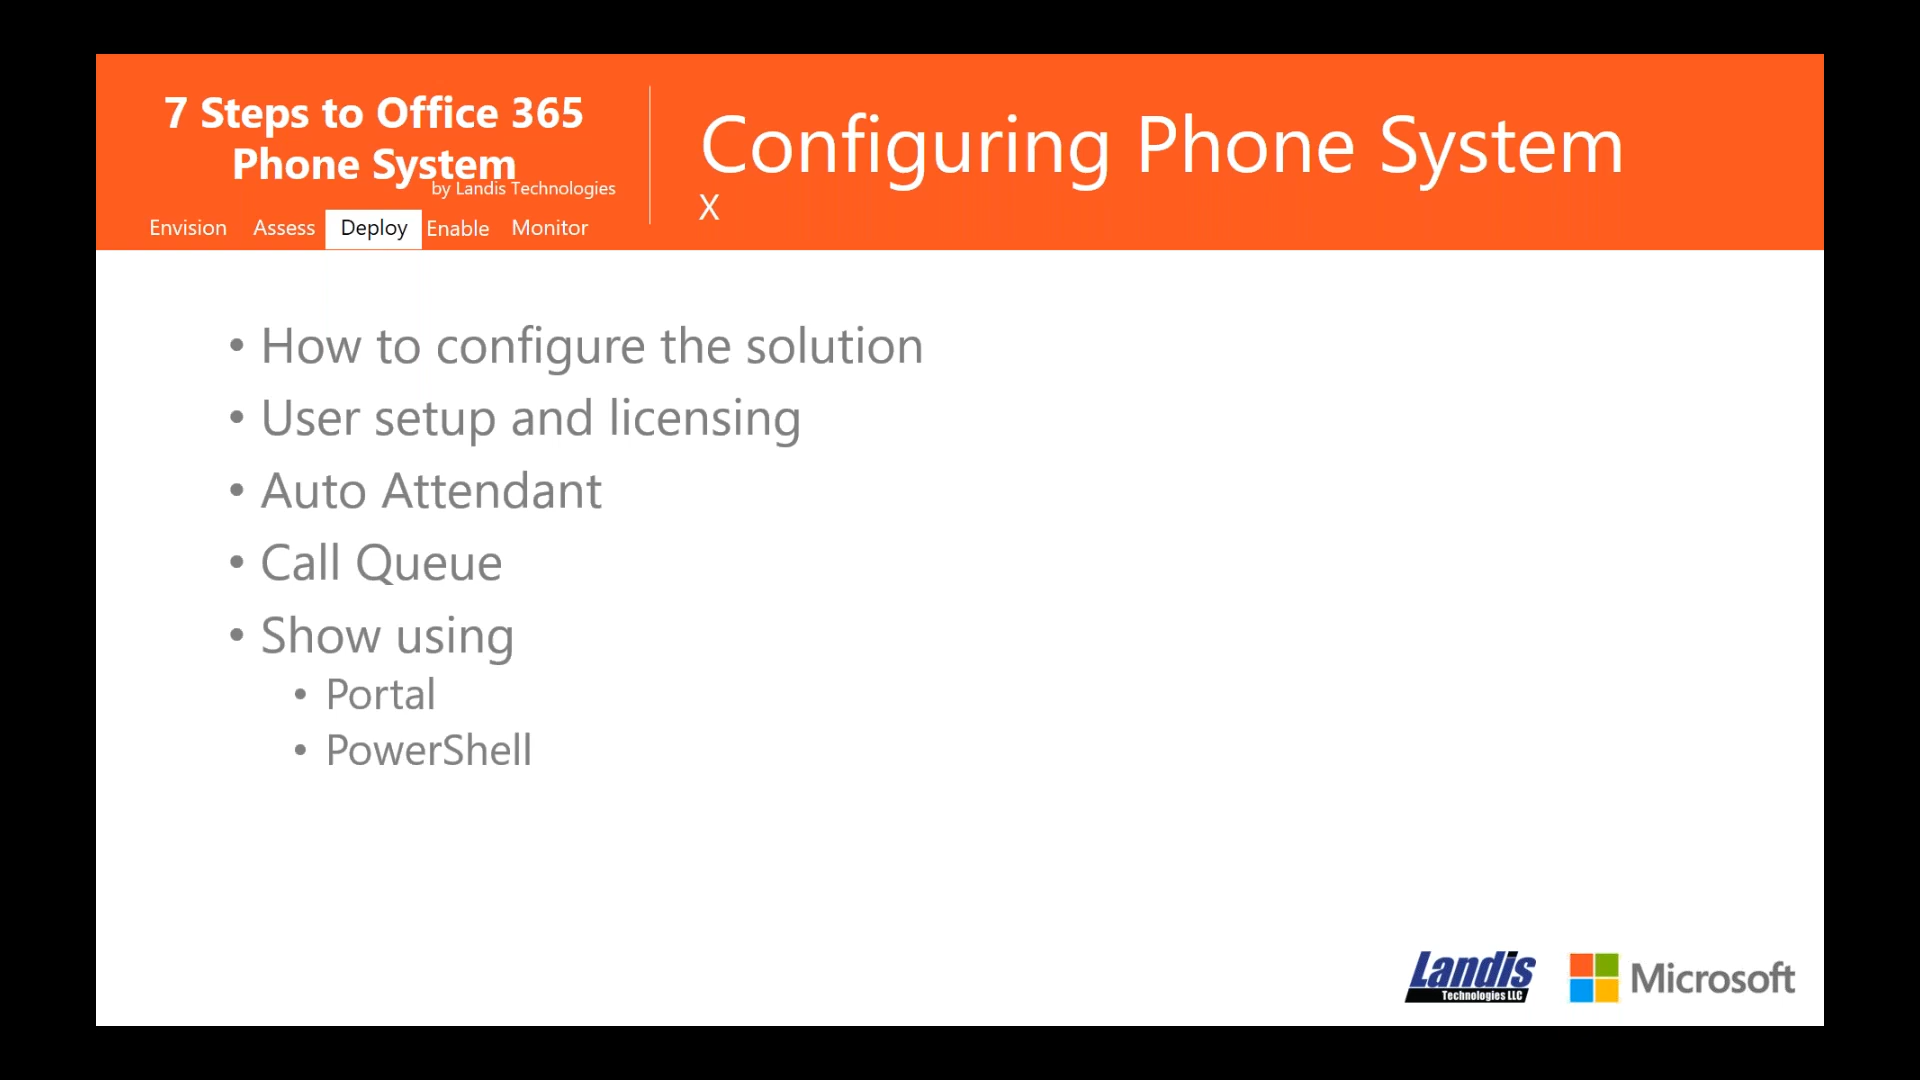 7 Steps to Office 365
Phone System
by Landis Technologies
Envision Assess Deploy Enable Monitor
Configuring Phone System
X
• How to configure the solution
• User setup and licensing
• Auto Attendant
• Call Queue
• Show using
• Portal
• PowerShell
Landis
Technologies LLC
Microsoft